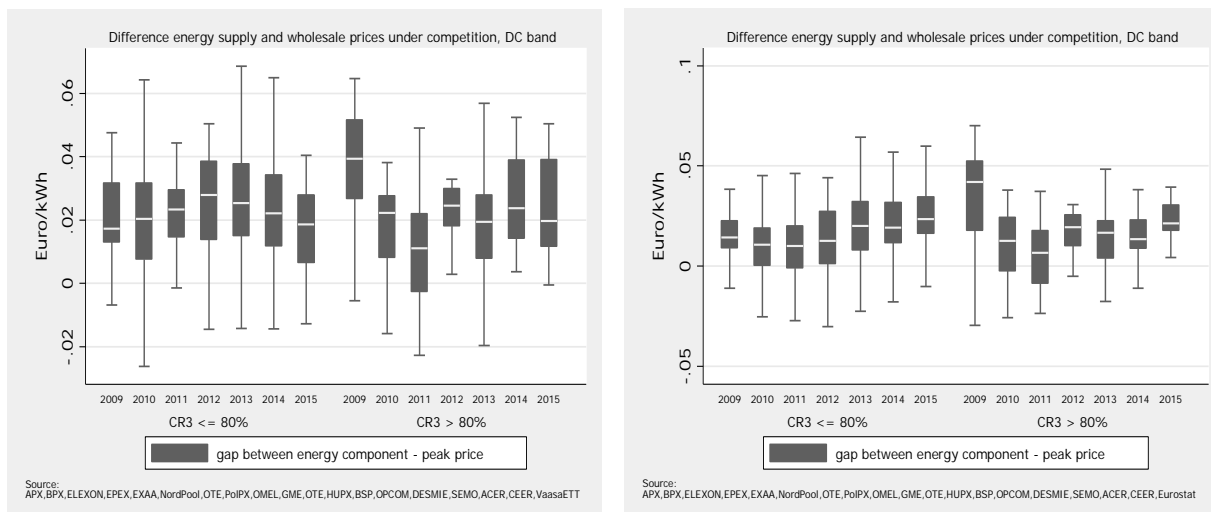 Difference energy supply and wholesale prices under competition, DC band
Euro/kWh
.06
.04
.02
0
-.02
2009 2010 2011 2012 2013 2014 2015 2009 2010 2011 2012 2013 2014 2015
CR3 <= 80% CR3 > 80%
gap between energy component - peak price
Source:
APX,BPX,ELEXON,EPEX,EXAA,NordPool,OTE,PolPX,OMEL,GME,OTE,HUPX,BSP,OPCOM,DESMIE,SEMO,ACER,CEER,VaasaETT
Difference energy supply and wholesale prices under competition, DC band
Euro/kWh
.1
.05
0
-.05
2009 2010 2011 2012 2013 2014 2015 2009 2010 2011 2012 2013 2014 2015
CR3 <= 80% CR3 > 80%
gap between energy component - peak price
Source:
APX,BPX,ELEXON,EPEX,EXAA,NordPool,OTE,PolPX,OMEL,GME,OTE,HUPX,BSP,OPCOM,DESMIE,SEMO,ACER,CEER,Eurostat